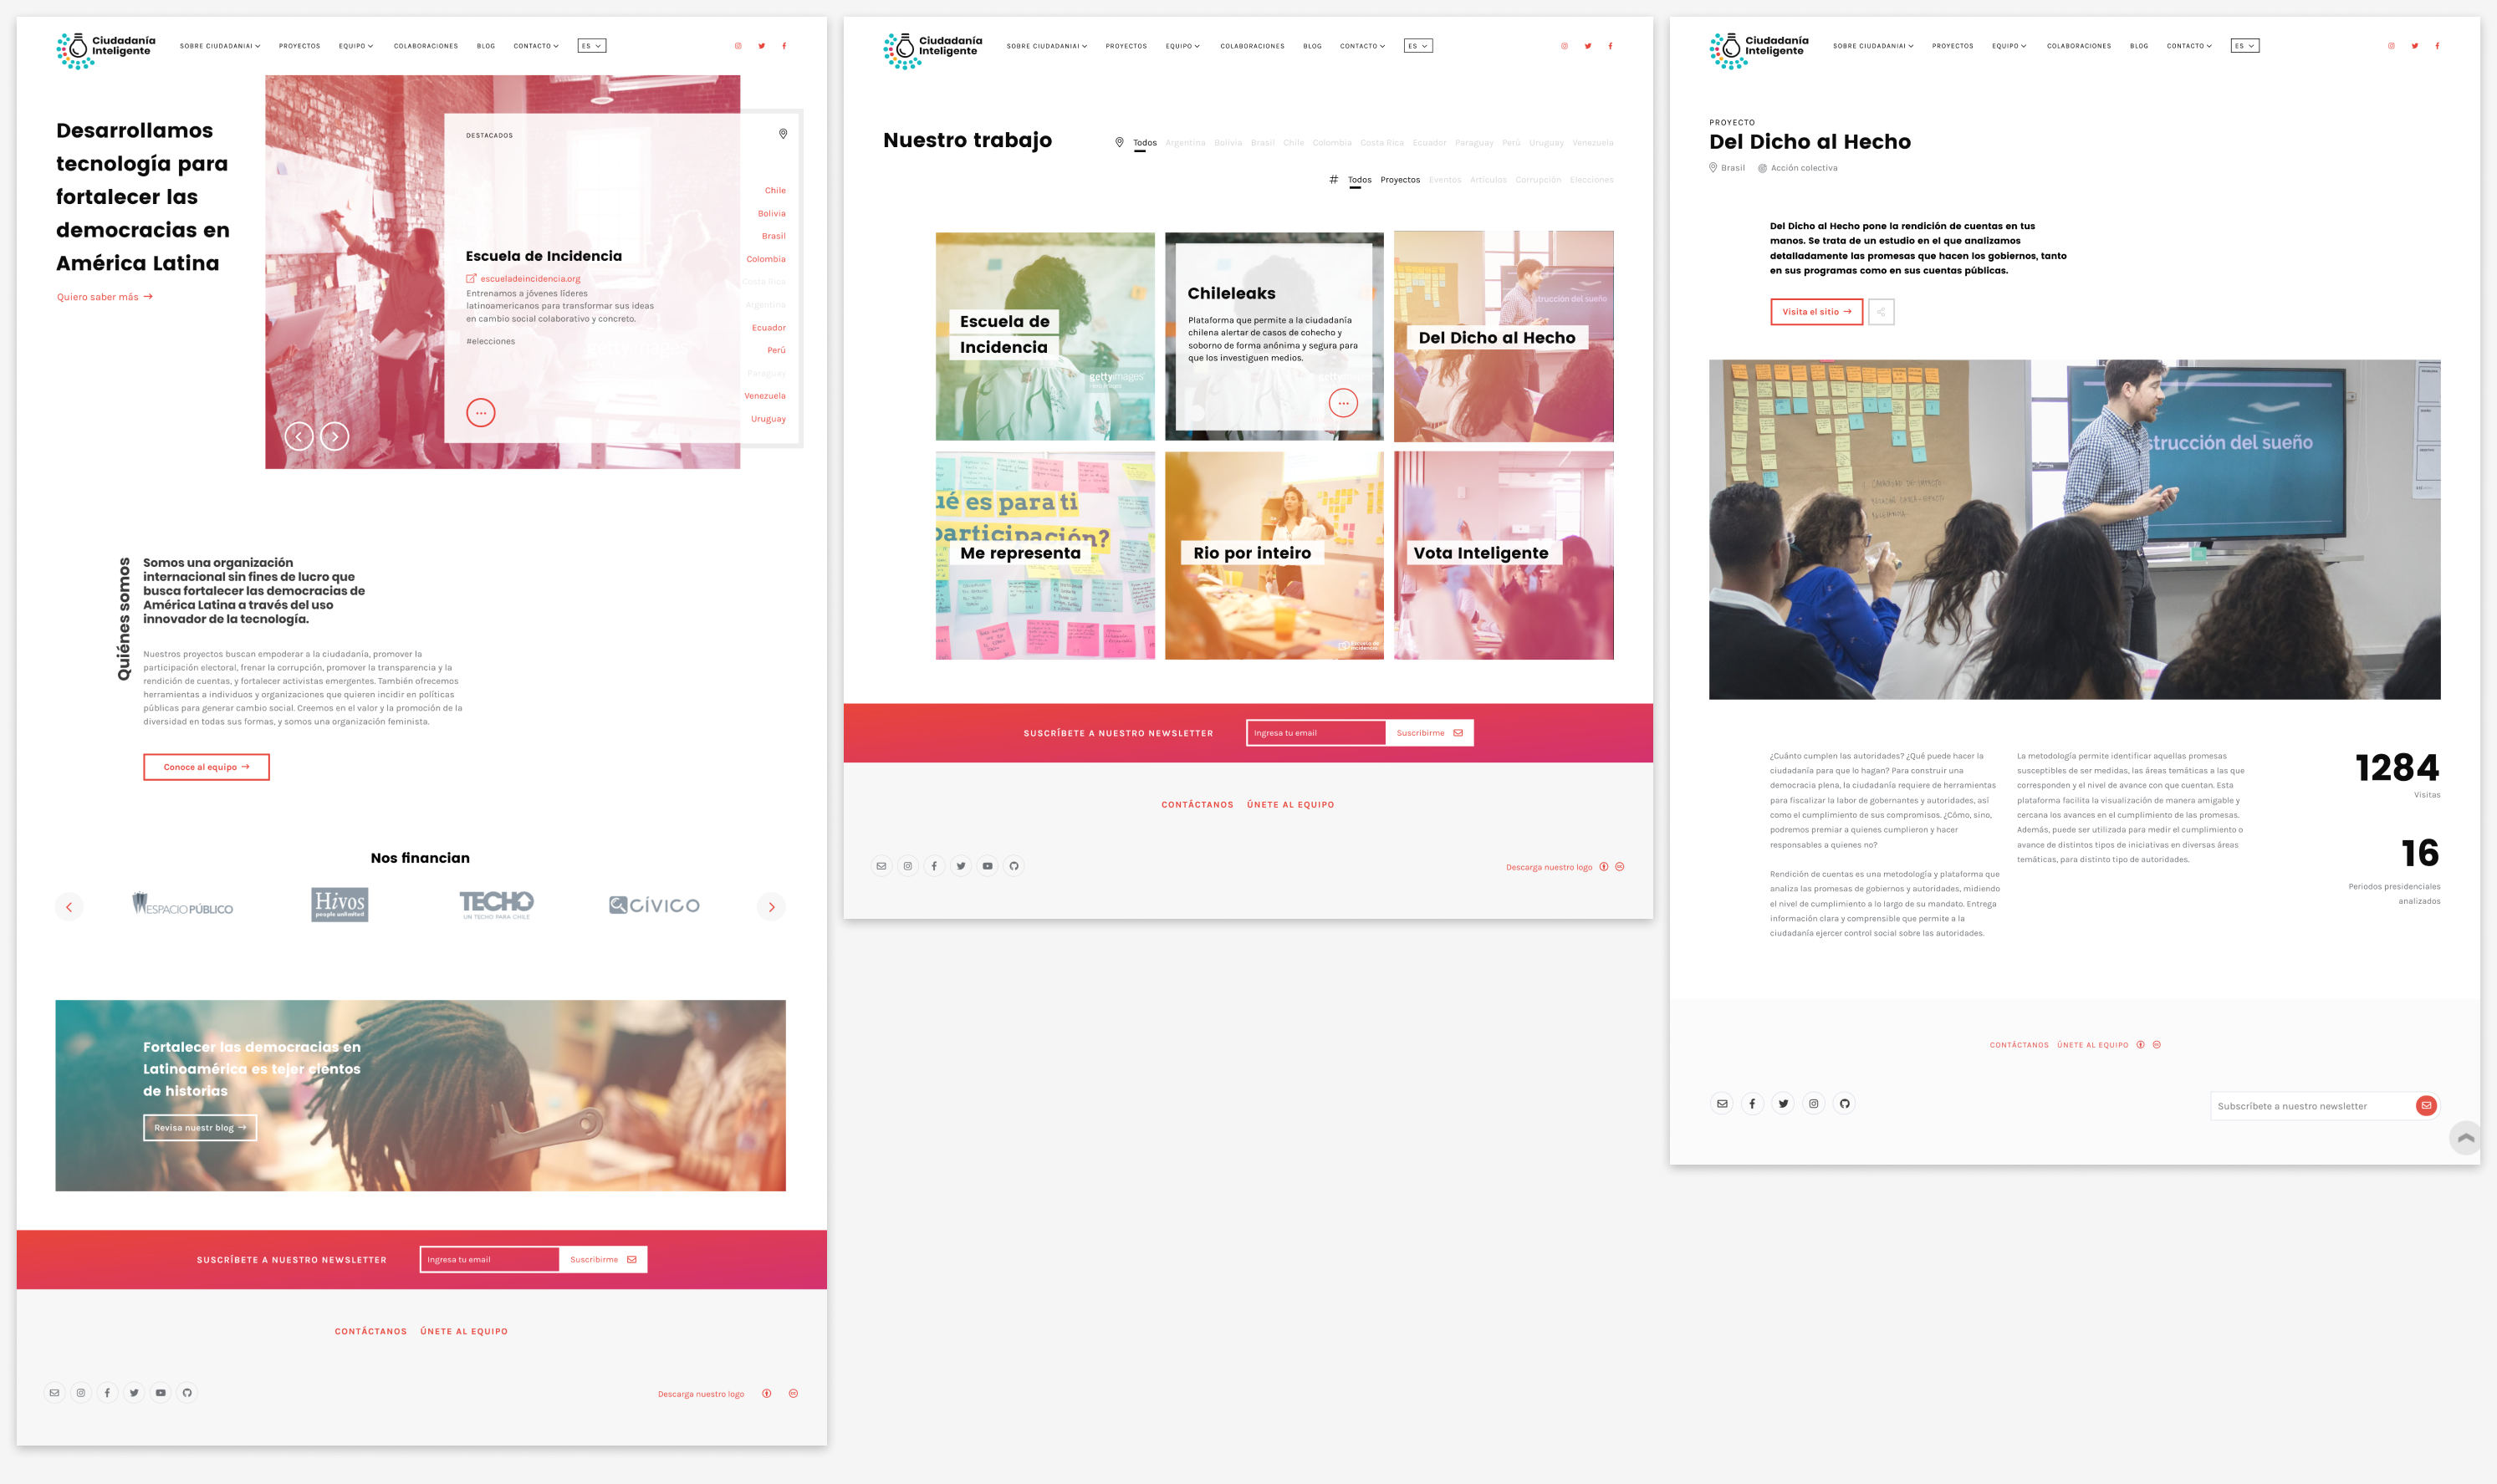 Ciudadanía
Inteligente
SOBRE CIUDADANIAI
PROYECTOS
EQUIPO
COLABORACIONES
BLOG
CONTACTO
ES
Desarrollamos
tecnología para
fortalecer las
democracias en
América Latina
Quiero saber más →
DESTACADOS
Escuela de Incidencia
escueladeincidencia.org
Entrenamos a jóvenes líderes
latinoamericanos para transformar sus ideas
en cambio social colaborativo y concreto.
#elecciones
Chile
Bolivia
Brasil
Colombia
Costa Rica
Argentina
Ecuador
Perú
Paraguay
Venezuela
Uruguay
Quiénes somos
Somos una organización
internacional sin fines de lucro que
busca fortalecer las democracias de
América Latina a través del uso
innovador de la tecnología.
Nuestros proyectos buscan empoderar a la ciudadanía, promover la
participación electoral, frenar la corrupción, promover la transparencia y la
rendición de cuentas, y fortalecer activistas emergentes. También ofrecemos
herramientas a individuos y organizaciones que quieren incidir en políticas
públicas para generar cambio social. Creemos en el valor y la promoción de la
diversidad en todas sus formas, y somos una organización feminista.
Conoce al equipo →
Nos financian
ESPACIO PÚBLICO
Hivos
people unlimited
TECHO
UN TECHO PARA CHILE
CÍVICO
Fortalecer las democracias en
Latinoamérica es tejer cientos
de historias
Revisa nuestr blog →
SUSCRÍBETE A NUESTRO NEWSLETTER
Ingresa tu email
Suscribirme
CONTÁCTANOS
ÚNETE AL EQUIPO
Descarga nuestro logo
Ciudadanía
Inteligente
SOBRE CIUDADANIAI
PROYECTOS
EQUIPO
COLABORACIONES
BLOG
CONTACTO
ES
Nuestro trabajo
Todos Argentina Bolivia Brasil Chile Colombia Costa Rica Ecuador Paraguay Perú Uruguay Venezuela
# Todos Proyectos Eventos Artículos Corrupción Elecciones
Escuela de
Incidencia
gettyimages
Chileleaks
Plataforma que permite a la ciudadanía
chilena alertar de casos de cohecho y
soborno de forma anónima y segura para
que los investiguen medios.
strucción del sueño
Del Dicho al Hecho
ué es para ti
participación?
Me representa
Rio por inteiro
Escuela de
Incidencia
Vota Inteligente
SUSCRÍBETE A NUESTRO NEWSLETTER
Ingresa tu email
Suscribirme
CONTÁCTANOS
ÚNETE AL EQUIPO
Descarga nuestro logo
Ciudadanía
Inteligente
SOBRE CIUDADANIAI
PROYECTOS
EQUIPO
COLABORACIONES
BLOG
CONTACTO
ES
PROYECTO
Del Dicho al Hecho
Brasil
Acción colectiva
Del Dicho al Hecho pone la rendición de cuentas en tus
manos. Se trata de un estudio en el que analizamos
detalladamente las promesas que hacen los gobiernos, tanto
en sus programas como en sus cuentas públicas.
Visita el sitio →
strucción del sueño
¿Cuánto cumplen las autoridades? ¿Qué puede hacer la
ciudadanía para que lo hagan? Para construir una
democracia plena, la ciudadanía requiere de herramientas
para fiscalizar la labor de gobernantes y autoridades, así
como el cumplimiento de sus compromisos. ¿Cómo, sino,
podremos premiar a quienes cumplieron y hacer
responsables a quienes no?
Rendición de cuentas es una metodología y plataforma que
analiza las promesas de gobiernos y autoridades, midiendo
el nivel de cumplimiento a lo largo de su mandato. Entrega
información clara y comprensible que permite a la
ciudadanía ejercer control social sobre las autoridades.
La metodología permite identificar aquellas promesas
susceptibles de ser medidas, las áreas temáticas a las que
corresponden y el nivel de avance con que cuentan. Esta
plataforma facilita la visualización de manera amigable y
cercana los avances en el cumplimiento de las promesas.
Además, puede ser utilizada para medir el cumplimiento o
avance de distintos tipos de iniciativas en diversas áreas
temáticas, para distinto tipo de autoridades.
1284
Visitas
16
Periodos presidenciales
analizados
CONTÁCTANOS
ÚNETE AL EQUIPO
Subscríbete a nuestro newsletter